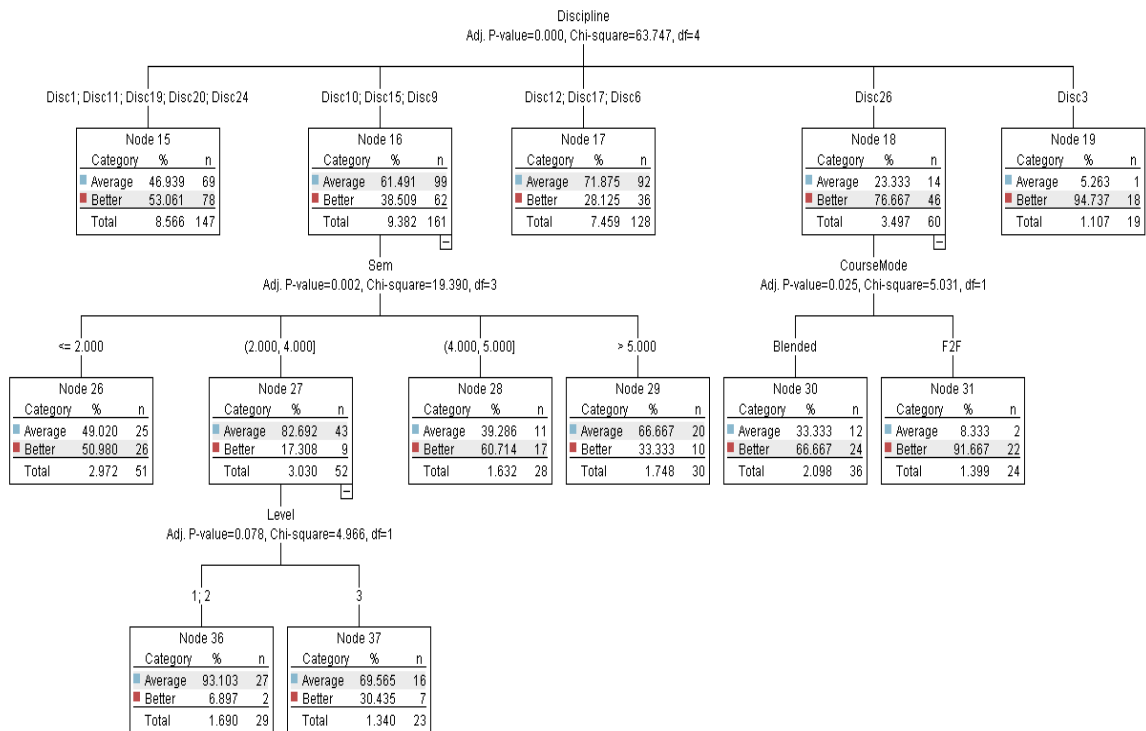 Discipline
Adj. P-value=0.000, Chi-square=63.747, df=4
Disc1; Disc11; Disc19; Disc20; Disc24
Disc10; Disc15; Disc9
Disc12; Disc17; Disc6
Disc26
Disc3
Node 15
Category % n
Average 46.939 69
Better 53.061 78
Total 8.566 147
Node 16
Category % n
Average 61.491 99
Better 38.509 62
Total 9.382 161
Node 17
Category % n
Average 71.875 92
Better 28.125 36
Total 7.459 128
Node 18
Category % n
Average 23.333 14
Better 76.667 46
Total 3.497 60
Node 19
Category % n
Average 5.263 1
Better 94.737 18
Total 1.107 19
Sem
Adj. P-value=0.002, Chi-square=19.390, df=3
CourseMode
Adj. P-value=0.025, Chi-square=5.031, df=1
<= 2.000
(2.000, 4.000]
(4.000, 5.000]
> 5.000
Blended
F2F
Node 26
Category % n
Average 49.020 25
Better 50.980 26
Total 2.972 51
Node 27
Category % n
Average 82.692 43
Better 17.308 9
Total 3.030 52
Node 28
Category % n
Average 39.286 11
Better 60.714 17
Total 1.632 28
Node 29
Category % n
Average 66.667 20
Better 33.333 10
Total 1.748 30
Node 30
Category % n
Average 33.333 12
Better 66.667 24
Total 2.098 36
Node 31
Category % n
Average 8.333 2
Better 91.667 22
Total 1.399 24
Level
Adj. P-value=0.078, Chi-square=4.966, df=1
1; 2
3
Node 36
Category % n
Average 93.103 27
Better 6.897 2
Total 1.690 29
Node 37
Category % n
Average 69.565 16
Better 30.435 7
Total 1.340 23